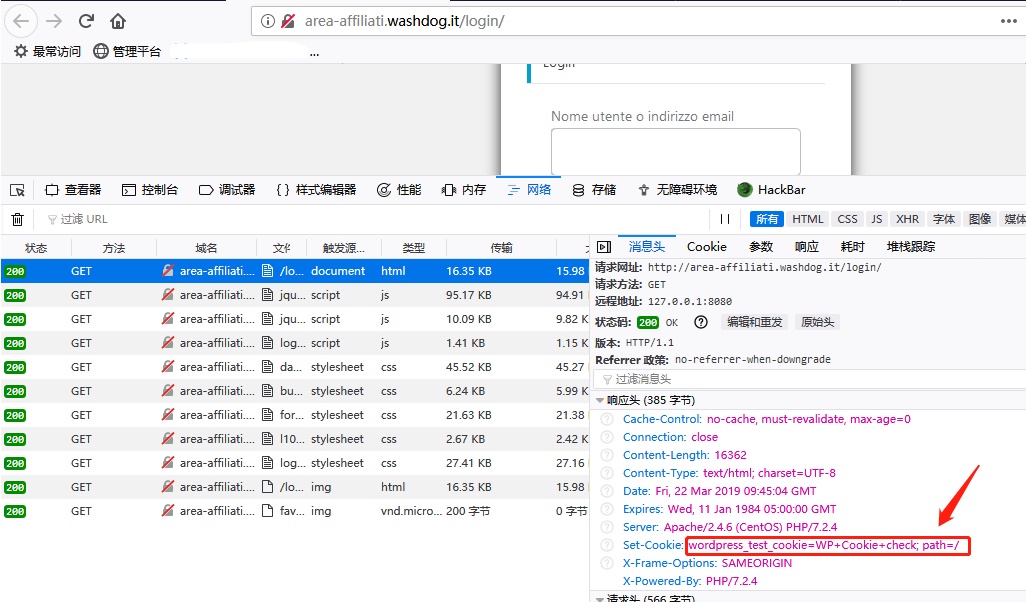 area-affiliati.washdog.it/login/
最常访问 管理平台 ...
Login
Nome utente o indirizzo email
查看器 控制台 调试器 {} 样式编辑器 性能 内存 网络 存储 无障碍环境 HackBar
过滤 URL 所有 HTML CSS JS XHR 字体 图像 媒体
状态 方法 域名 文件 触发源... 类型 传输
消息头 Cookie 参数 响应 耗时 堆栈跟踪
200 GET area-affiliati.... /lo... document html 16.35 KB 15.98
200 GET area-affiliati.... jqu... script js 95.17 KB 94.91
200 GET area-affiliati.... jqu... script js 10.09 KB 9.82 K
200 GET area-affiliati.... log... script js 1.41 KB 1.15 K
200 GET area-affiliati.... da... stylesheet css 45.52 KB 45.27
200 GET area-affiliati.... bu... stylesheet css 6.24 KB 5.99 K
200 GET area-affiliati.... for... stylesheet css 21.63 KB 21.38
200 GET area-affiliati.... l10... stylesheet css 2.67 KB 2.42 K
200 GET area-affiliati.... log... stylesheet css 27.41 KB 27.16
200 GET area-affiliati.... /lo... img html 16.35 KB 15.98
200 GET area-affiliati.... fav... img vnd.micro... 200 字节 0 字节
请求网址: http://area-affiliati.washdog.it/login/
请求方法: GET
远程地址: 127.0.0.1:8080
状态码: 200 OK 编辑和重发 原始头
版本: HTTP/1.1
Referrer 政策: no-referrer-when-downgrade
过滤消息头
响应头 (385 字节)
Cache-Control: no-cache, must-revalidate, max-age=0
Connection: close
Content-Length: 16362
Content-Type: text/html; charset=UTF-8
Date: Fri, 22 Mar 2019 09:45:04 GMT
Expires: Wed, 11 Jan 1984 05:00:00 GMT
Server: Apache/2.4.6 (CentOS) PHP/7.2.4
Set-Cookie: wordpress_test_cookie=WP+Cookie+check; path=/
X-Frame-Options: SAMEORIGIN
X-Powered-By: PHP/7.2.4
请求头 (566 字节)